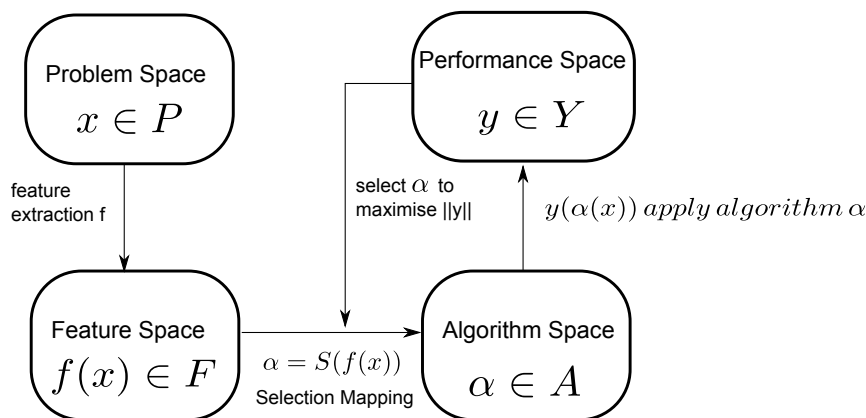 Problem Space
x ∈ P
Performance Space
y ∈ Y
feature
extraction f
select α to
maximise ||y||
y(α(x)) apply algorithm α
Feature Space
f(x) ∈ F
α = S(f(x))
Selection Mapping
Algorithm Space
α ∈ A